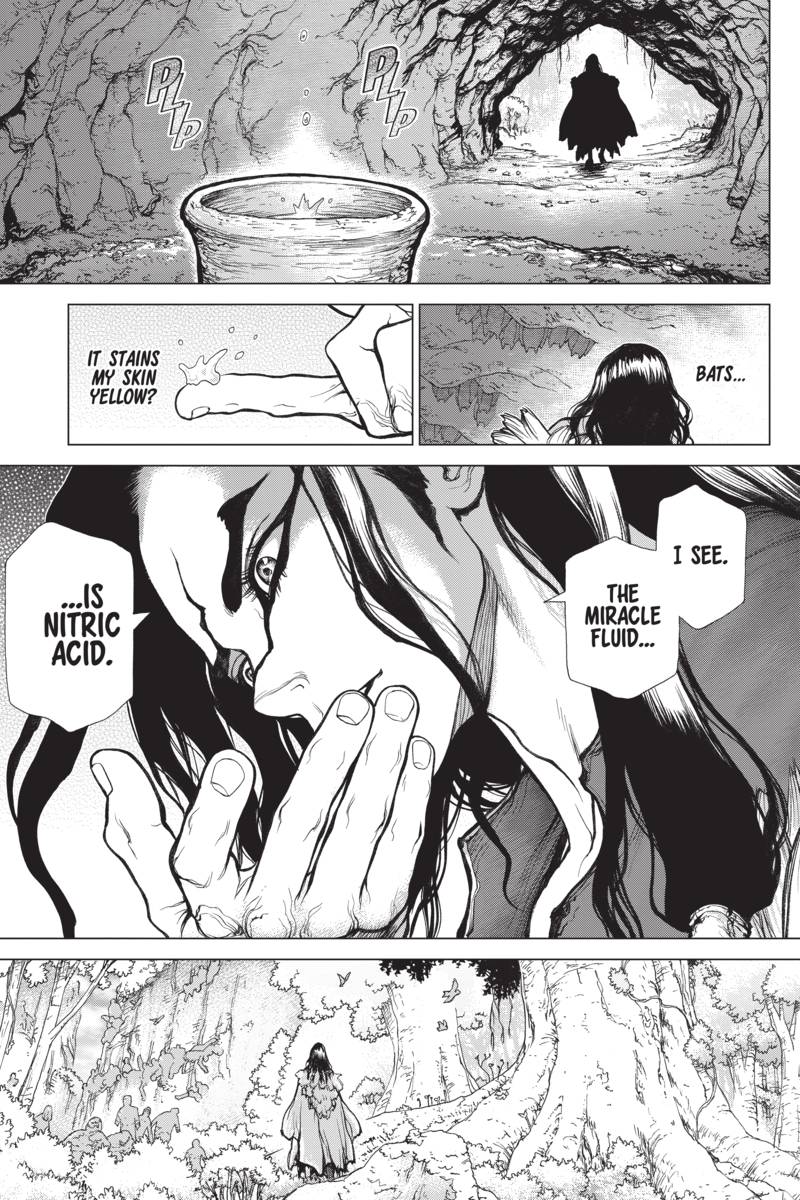 PLIP
PLIP
BATS...
IT STAINS
MY SKIN
YELLOW?
I SEE.
THE
MIRACLE
FLUID...
...IS
NITRIC
ACID.